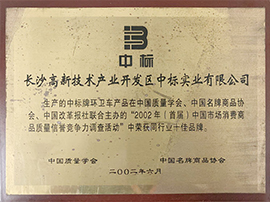 中标
长沙高新技术产业开发区中标实业有限公司
生产的中标牌环卫车产品在中国质量学会、中国名牌商品协
会、中国改革报社联合主办的“2002年（首届）中国市场消费商
品质量信誉竞争力调查活动”中荣获同行业十佳品牌。
中国质量学会 中国名牌商品协会
二00二年六月